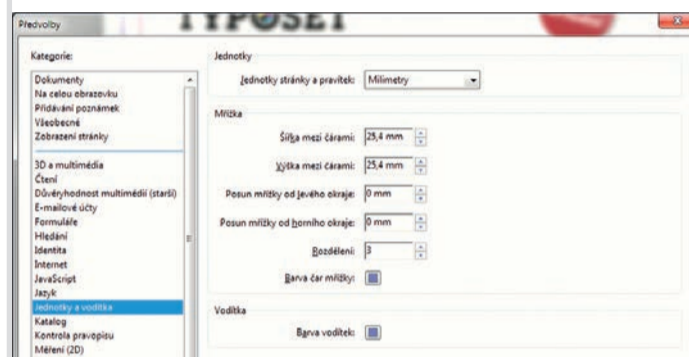 TYPOSET
Předvolby
Kategorie:
Dokumenty
Na celou obrazovku
Přidávání poznámek
Všeobecné
Zobrazení stránky
3D a multimédia
Čtení
Důvěryhodnost multimédií (starší)
E-mailové účty
Formuláře
Hledání
Identita
Internet
JavaScript
Jazyk
Jednotky a vodítka
Katalog
Kontrola pravopisu
Měření (2D)
Jednotky
Jednotky stránky a pravítek: Milimetry
Mřížka
Šířka mezi čárami: 25,4 mm
Výška mezi čárami: 25,4 mm
Posun mřížky od levého okraje: 0 mm
Posun mřížky od horního okraje: 0 mm
Rozdělení: 3
Barva čar mřížky:
Vodítka
Barva vodítek: